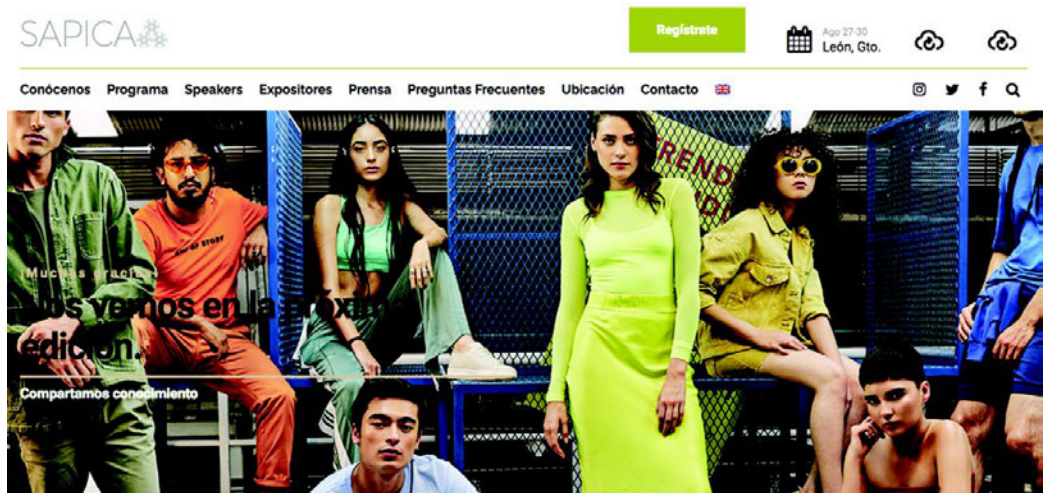 SAPICA
Regístrate
Ago 27-30
León, Gto.
Conócenos Programa Speakers Expositores Prensa Preguntas Frecuentes Ubicación Contacto
TREND
¡Muchas gracias!
Nos vemos en la próxima
edición.
Compartamos conocimiento